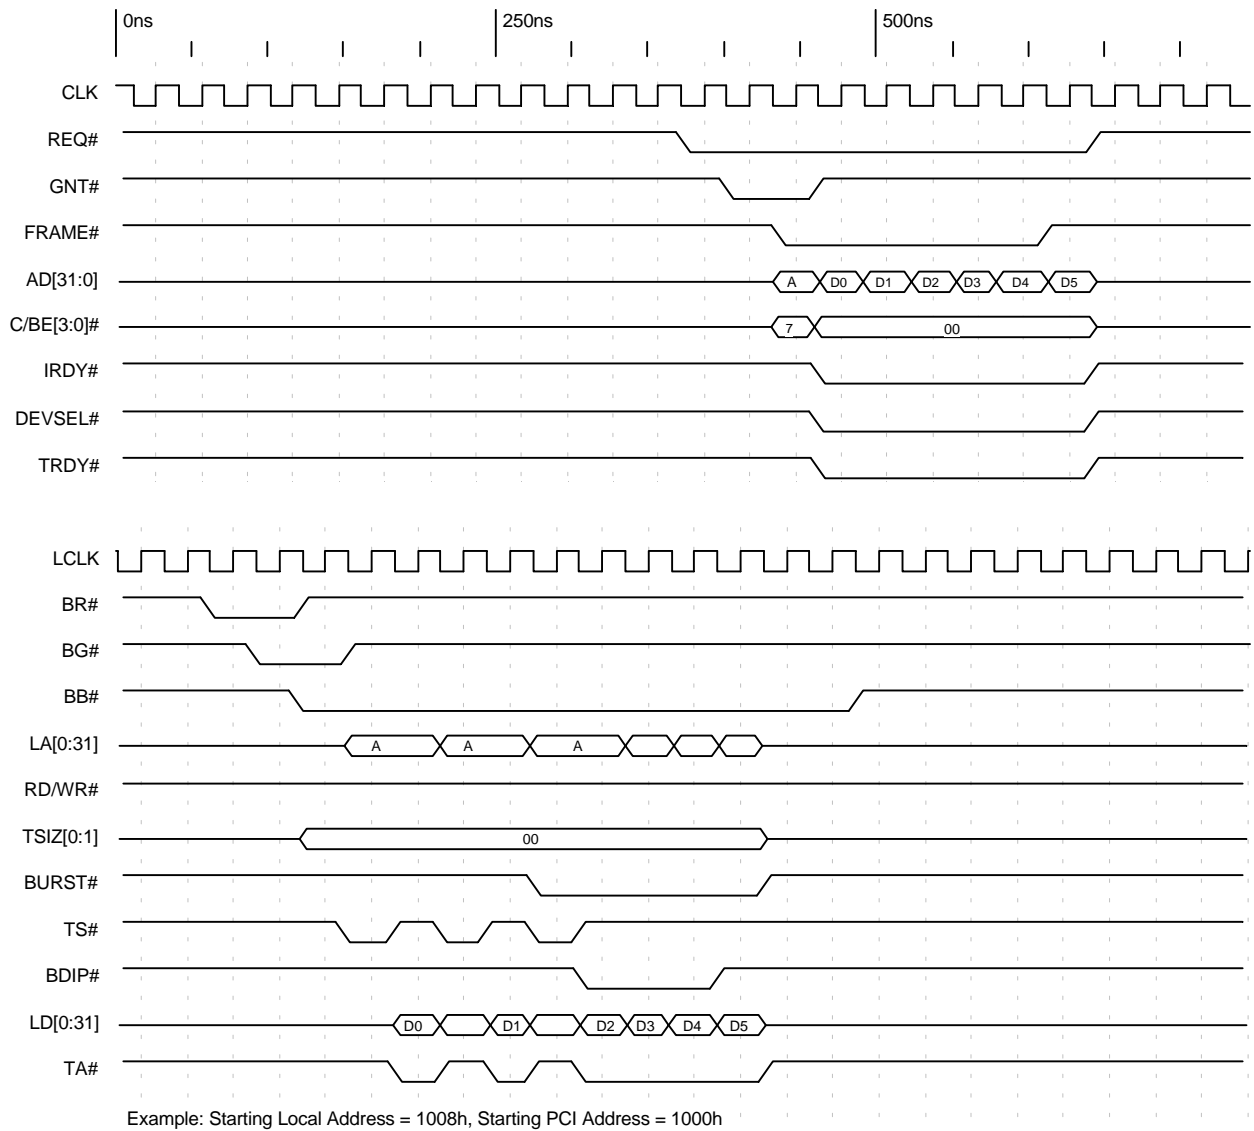 0ns 250ns 500ns
CLK
REQ#
GNT#
FRAME#
AD[31:0] A D0 D1 D2 D3 D4 D5
C/BE[3:0]# 7 00
IRDY#
DEVSEL#
TRDY#
LCLK
BR#
BG#
BB#
LA[0:31] A A A
RD/WR#
TSIZ[0:1] 00
BURST#
TS#
BDIP#
LD[0:31] D0 D1 D2 D3 D4 D5
TA#
Example: Starting Local Address = 1008h, Starting PCI Address = 1000h